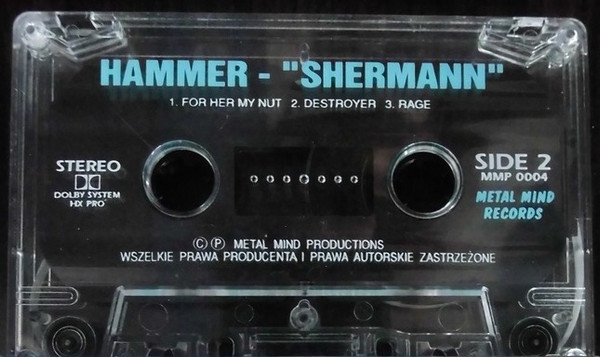 HAMMER - "SHERMANN"
1. FOR HER MY NUT 2. DESTROYER 3. RAGE
STEREO
DOLBY SYSTEM
HX PRO
SIDE 2
MMP 0004
METAL MIND
RECORDS
© ℗ METAL MIND PRODUCTIONS
WSZELKIE PRAWA PRODUCENTA I PRAWA AUTORSKIE ZASTRZEŻONE